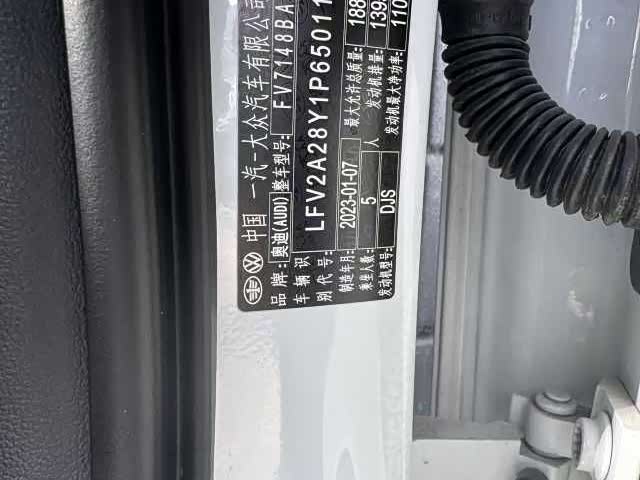 中国 一汽-大众汽车有限公司
品牌: 奥迪(AUDI) 整车型号: FV7148BA
车辆识别代号: LFV2A28Y1P65011
制造年月: 2023-01-07 最大允许总质量: 188
乘坐人数: 5 人 发动机排量: 139
发动机型号: DJS 发动机最大净功率: 110